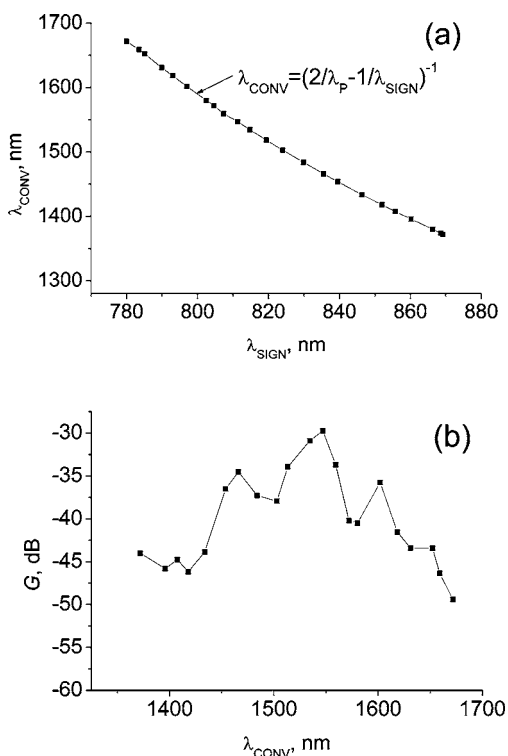 1700
(a)
λCONV=(2/λP-1/λSIGN)-1
1600
1500
1400
1300
λCONV, nm
780 800 820 840 860 880
λSIGN, nm
(b)
-30
-35
-40
-45
-50
-55
-60
G, dB
1400 1500 1600 1700
λCONV, nm